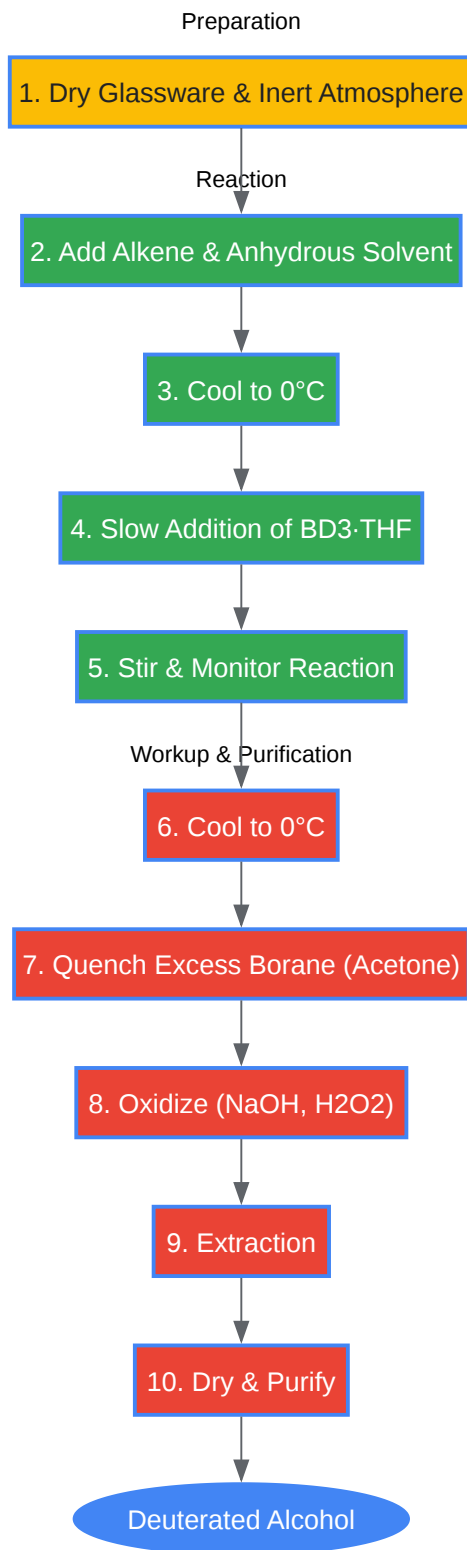 Preparation
1. Dry Glassware & Inert Atmosphere
Reaction
2. Add Alkene & Anhydrous Solvent
3. Cool to 0°C
4. Slow Addition of BD3·THF
5. Stir & Monitor Reaction
Workup & Purification
6. Cool to 0°C
7. Quench Excess Borane (Acetone)
8. Oxidize (NaOH, H2O2)
9. Extraction
10. Dry & Purify
Deuterated Alcohol